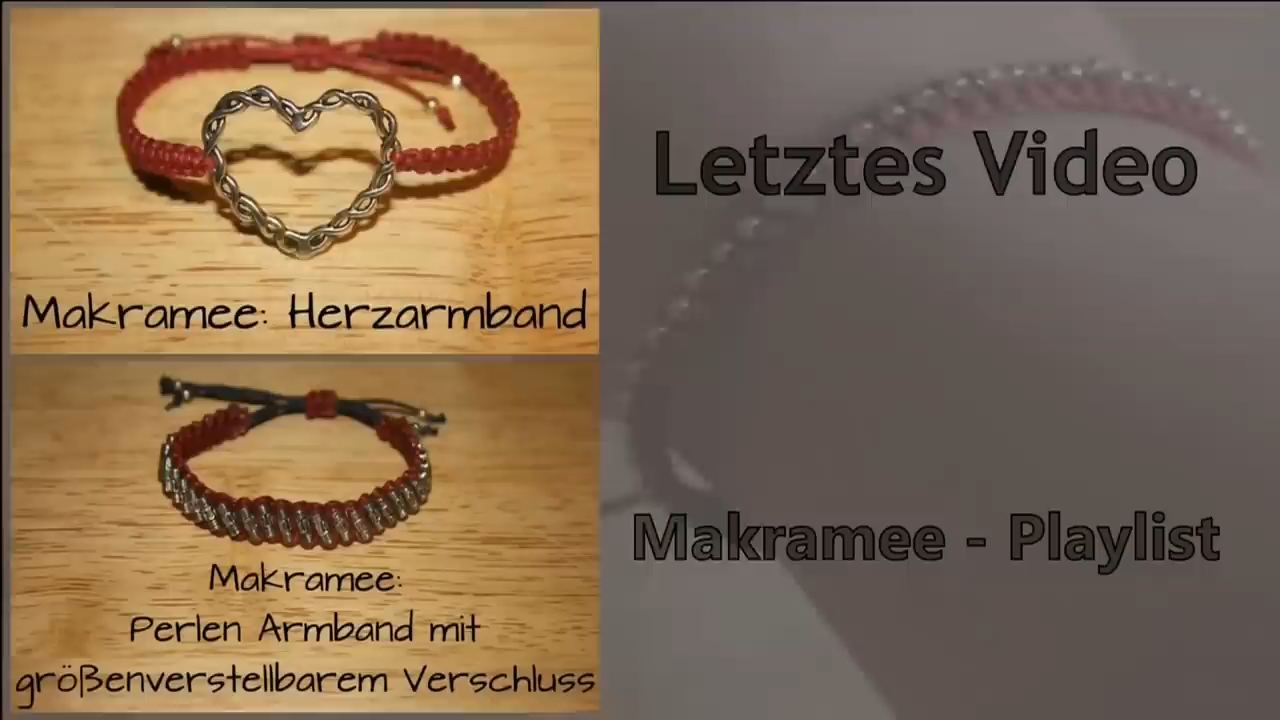 Letztes Video
Makramee: Herzarmband
Makramee - Playlist
Makramee:
Perlen Armband mit
größenverstellbarem Verschluss